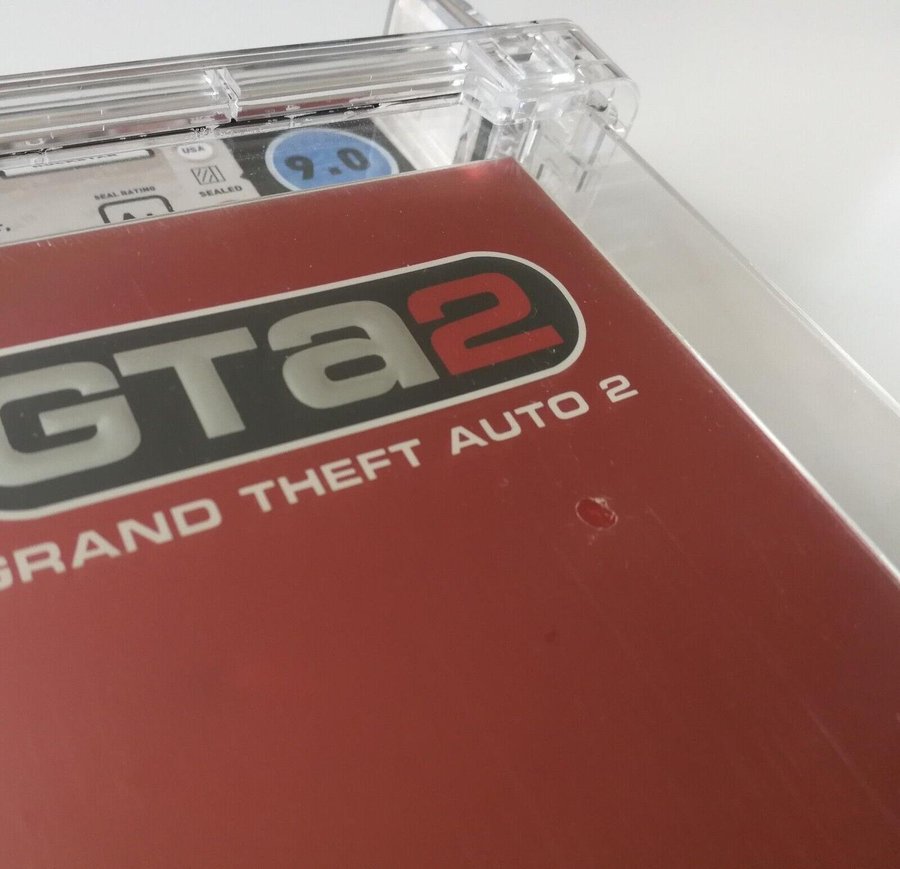 USA
9.0
SEALED
SEAL RATING
A+
GTA2
GRAND THEFT AUTO 2